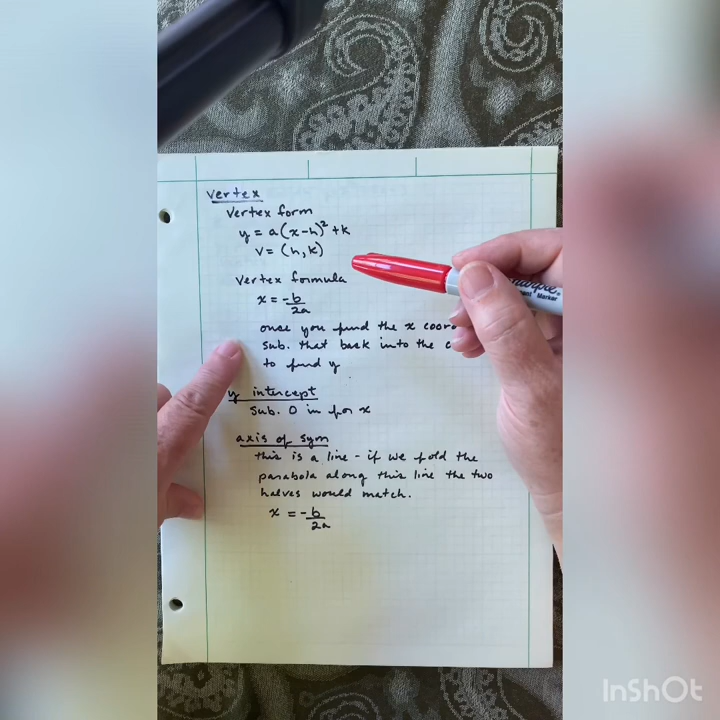 Vertex
Vertex form
y = a(x-h)² + k
V = (h, k)
Vertex formula
x = -b/2a
once you find the x coor
sub. that back into the
to find y
y intercept
Sub. 0 in for x
axis of sym
this is a line - if we fold the
parabola along this line the two
halves would match.
x = -b/2a
Marker
InShOt